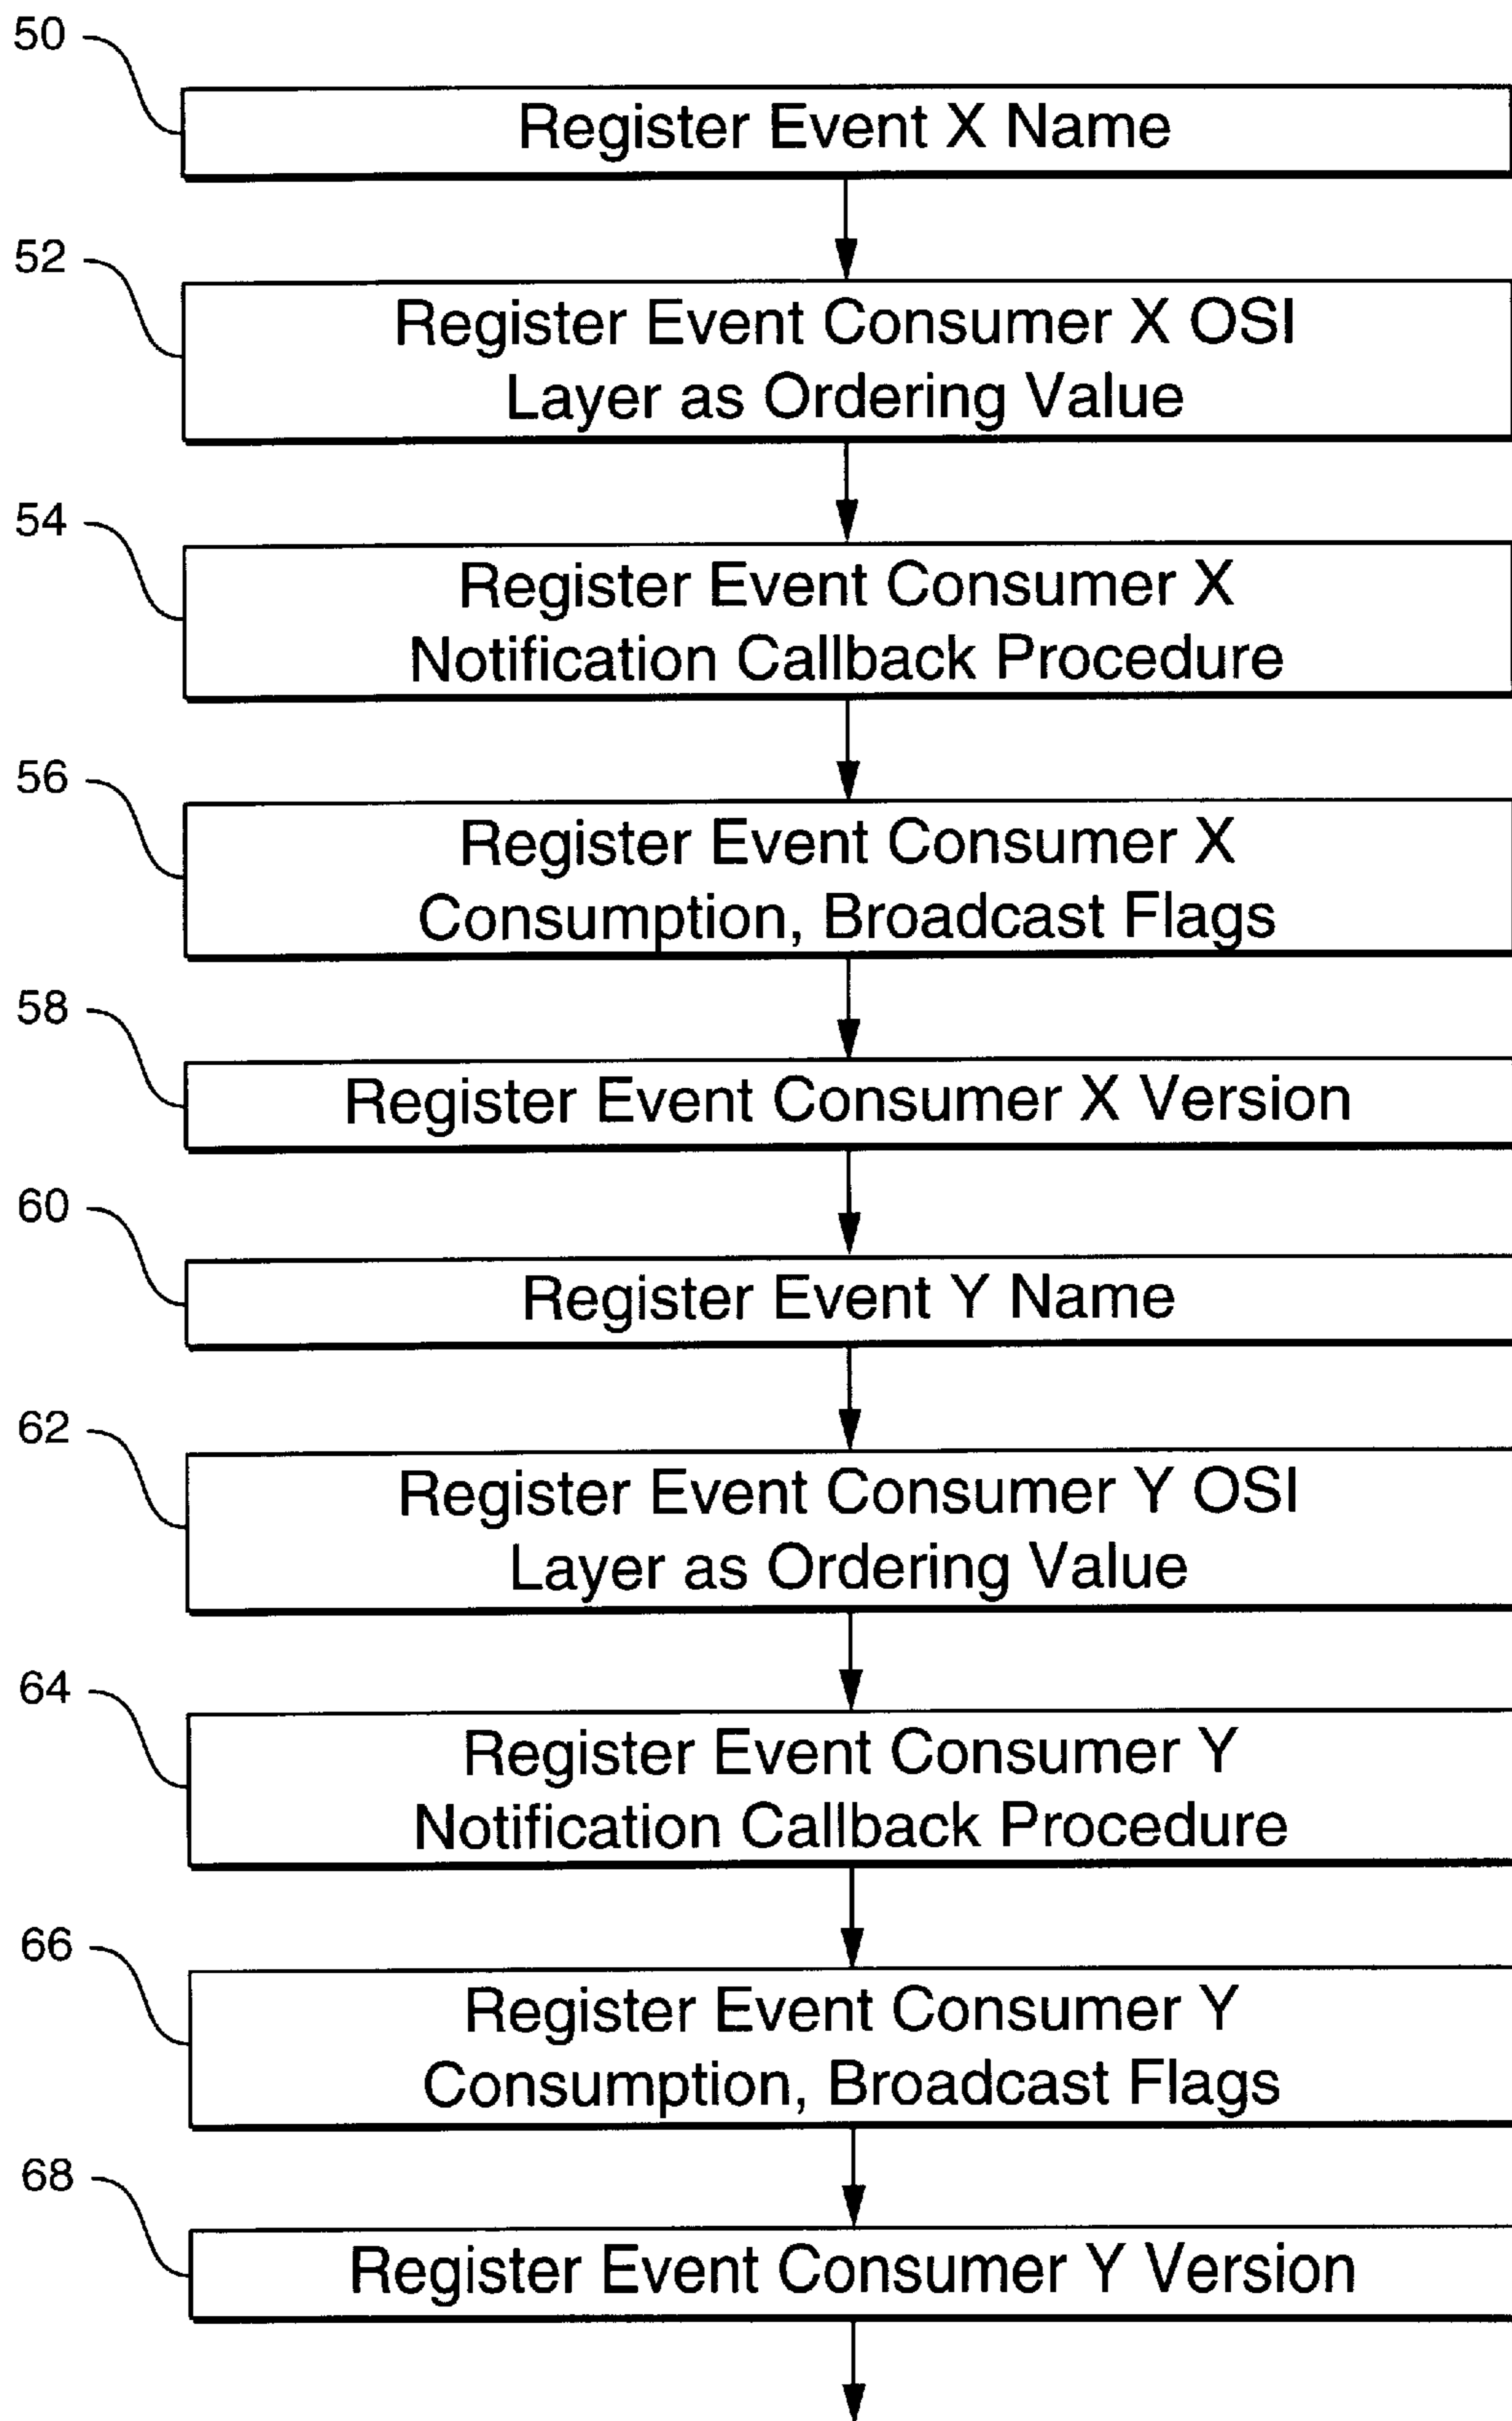 50
Register Event X Name
52
Register Event Consumer X OSI
Layer as Ordering Value
54
Register Event Consumer X
Notification Callback Procedure
56
Register Event Consumer X
Consumption, Broadcast Flags
58
Register Event Consumer X Version
60
Register Event Y Name
62
Register Event Consumer Y OSI
Layer as Ordering Value
64
Register Event Consumer Y
Notification Callback Procedure
66
Register Event Consumer Y
Consumption, Broadcast Flags
68
Register Event Consumer Y Version